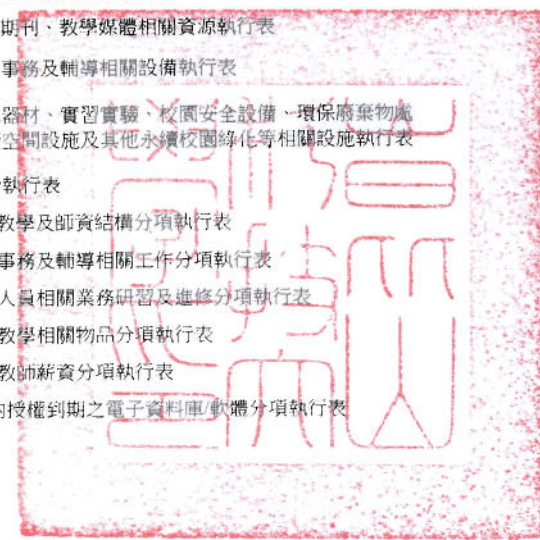 期刊、教學媒體相關資源執行表
事務及輔導相關設備執行表
器材、實習實驗、校園安全設備、環保廢棄物處
空間設施及其他永續校園綠化等相關設施執行表
執行表
教學及師資結構分項執行表
事務及輔導相關工作分項執行表
人員相關業務研習及進修分項執行表
教學相關物品分項執行表
教師薪資分項執行表
內授權到期之電子資料庫/軟體分項執行表